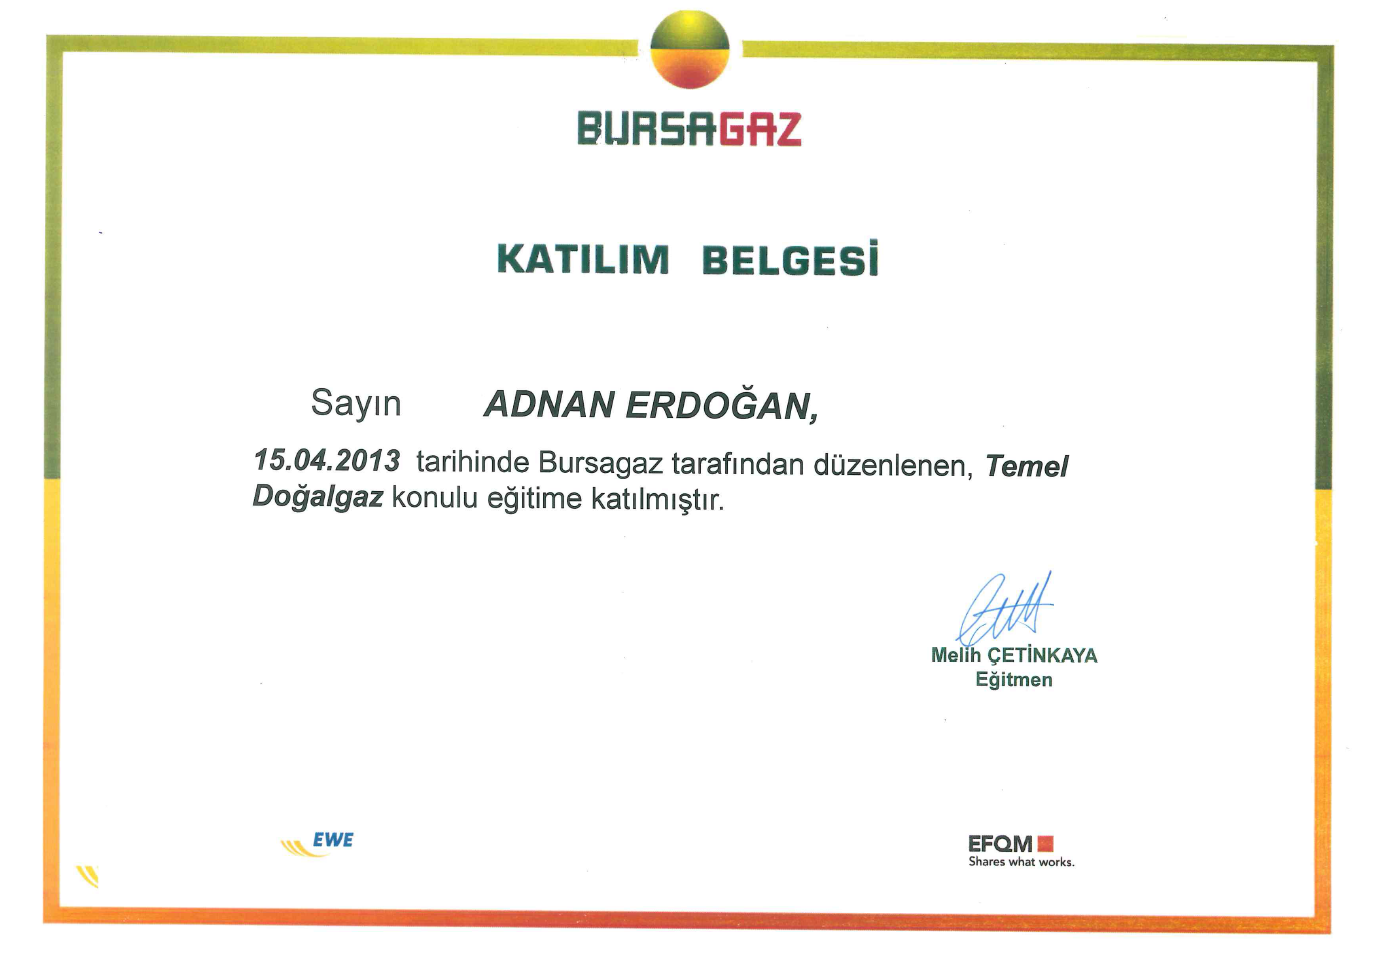 BURSAGAZ
KATILIM BELGESİ
Sayın ADNAN ERDOĞAN,
15.04.2013 tarihinde Bursagaz tarafından düzenlenen, Temel
Doğalgaz konulu eğitime katılmıştır.
Melih ÇETİNKAYA
Eğitmen
EWE
EFQM
Shares what works.